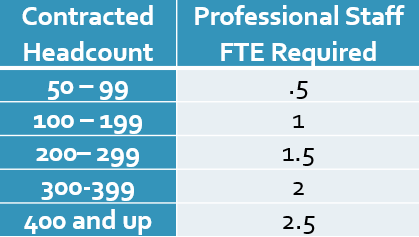 Contracted Professional Staff
Headcount FTE Required
50 – 99 .5
100 – 199 1
200– 299 1.5
300-399 2
400 and up 2.5